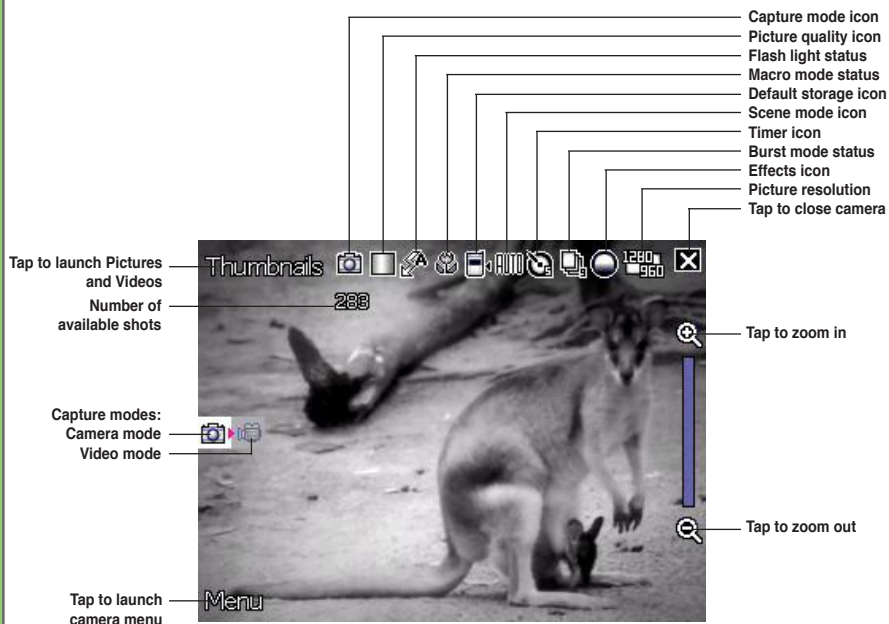 Capture mode icon
Picture quality icon
Flash light status
Macro mode status
Default storage icon
Scene mode icon
Timer icon
Burst mode status
Effects icon
Picture resolution
Tap to close camera
Tap to launch Pictures
and Videos
Thumbnails
A
AUTO
1280
960
Number of
available shots
283
Tap to zoom in
Capture modes:
Camera mode
Video mode
Tap to zoom out
Tap to launch
camera menu
Menu